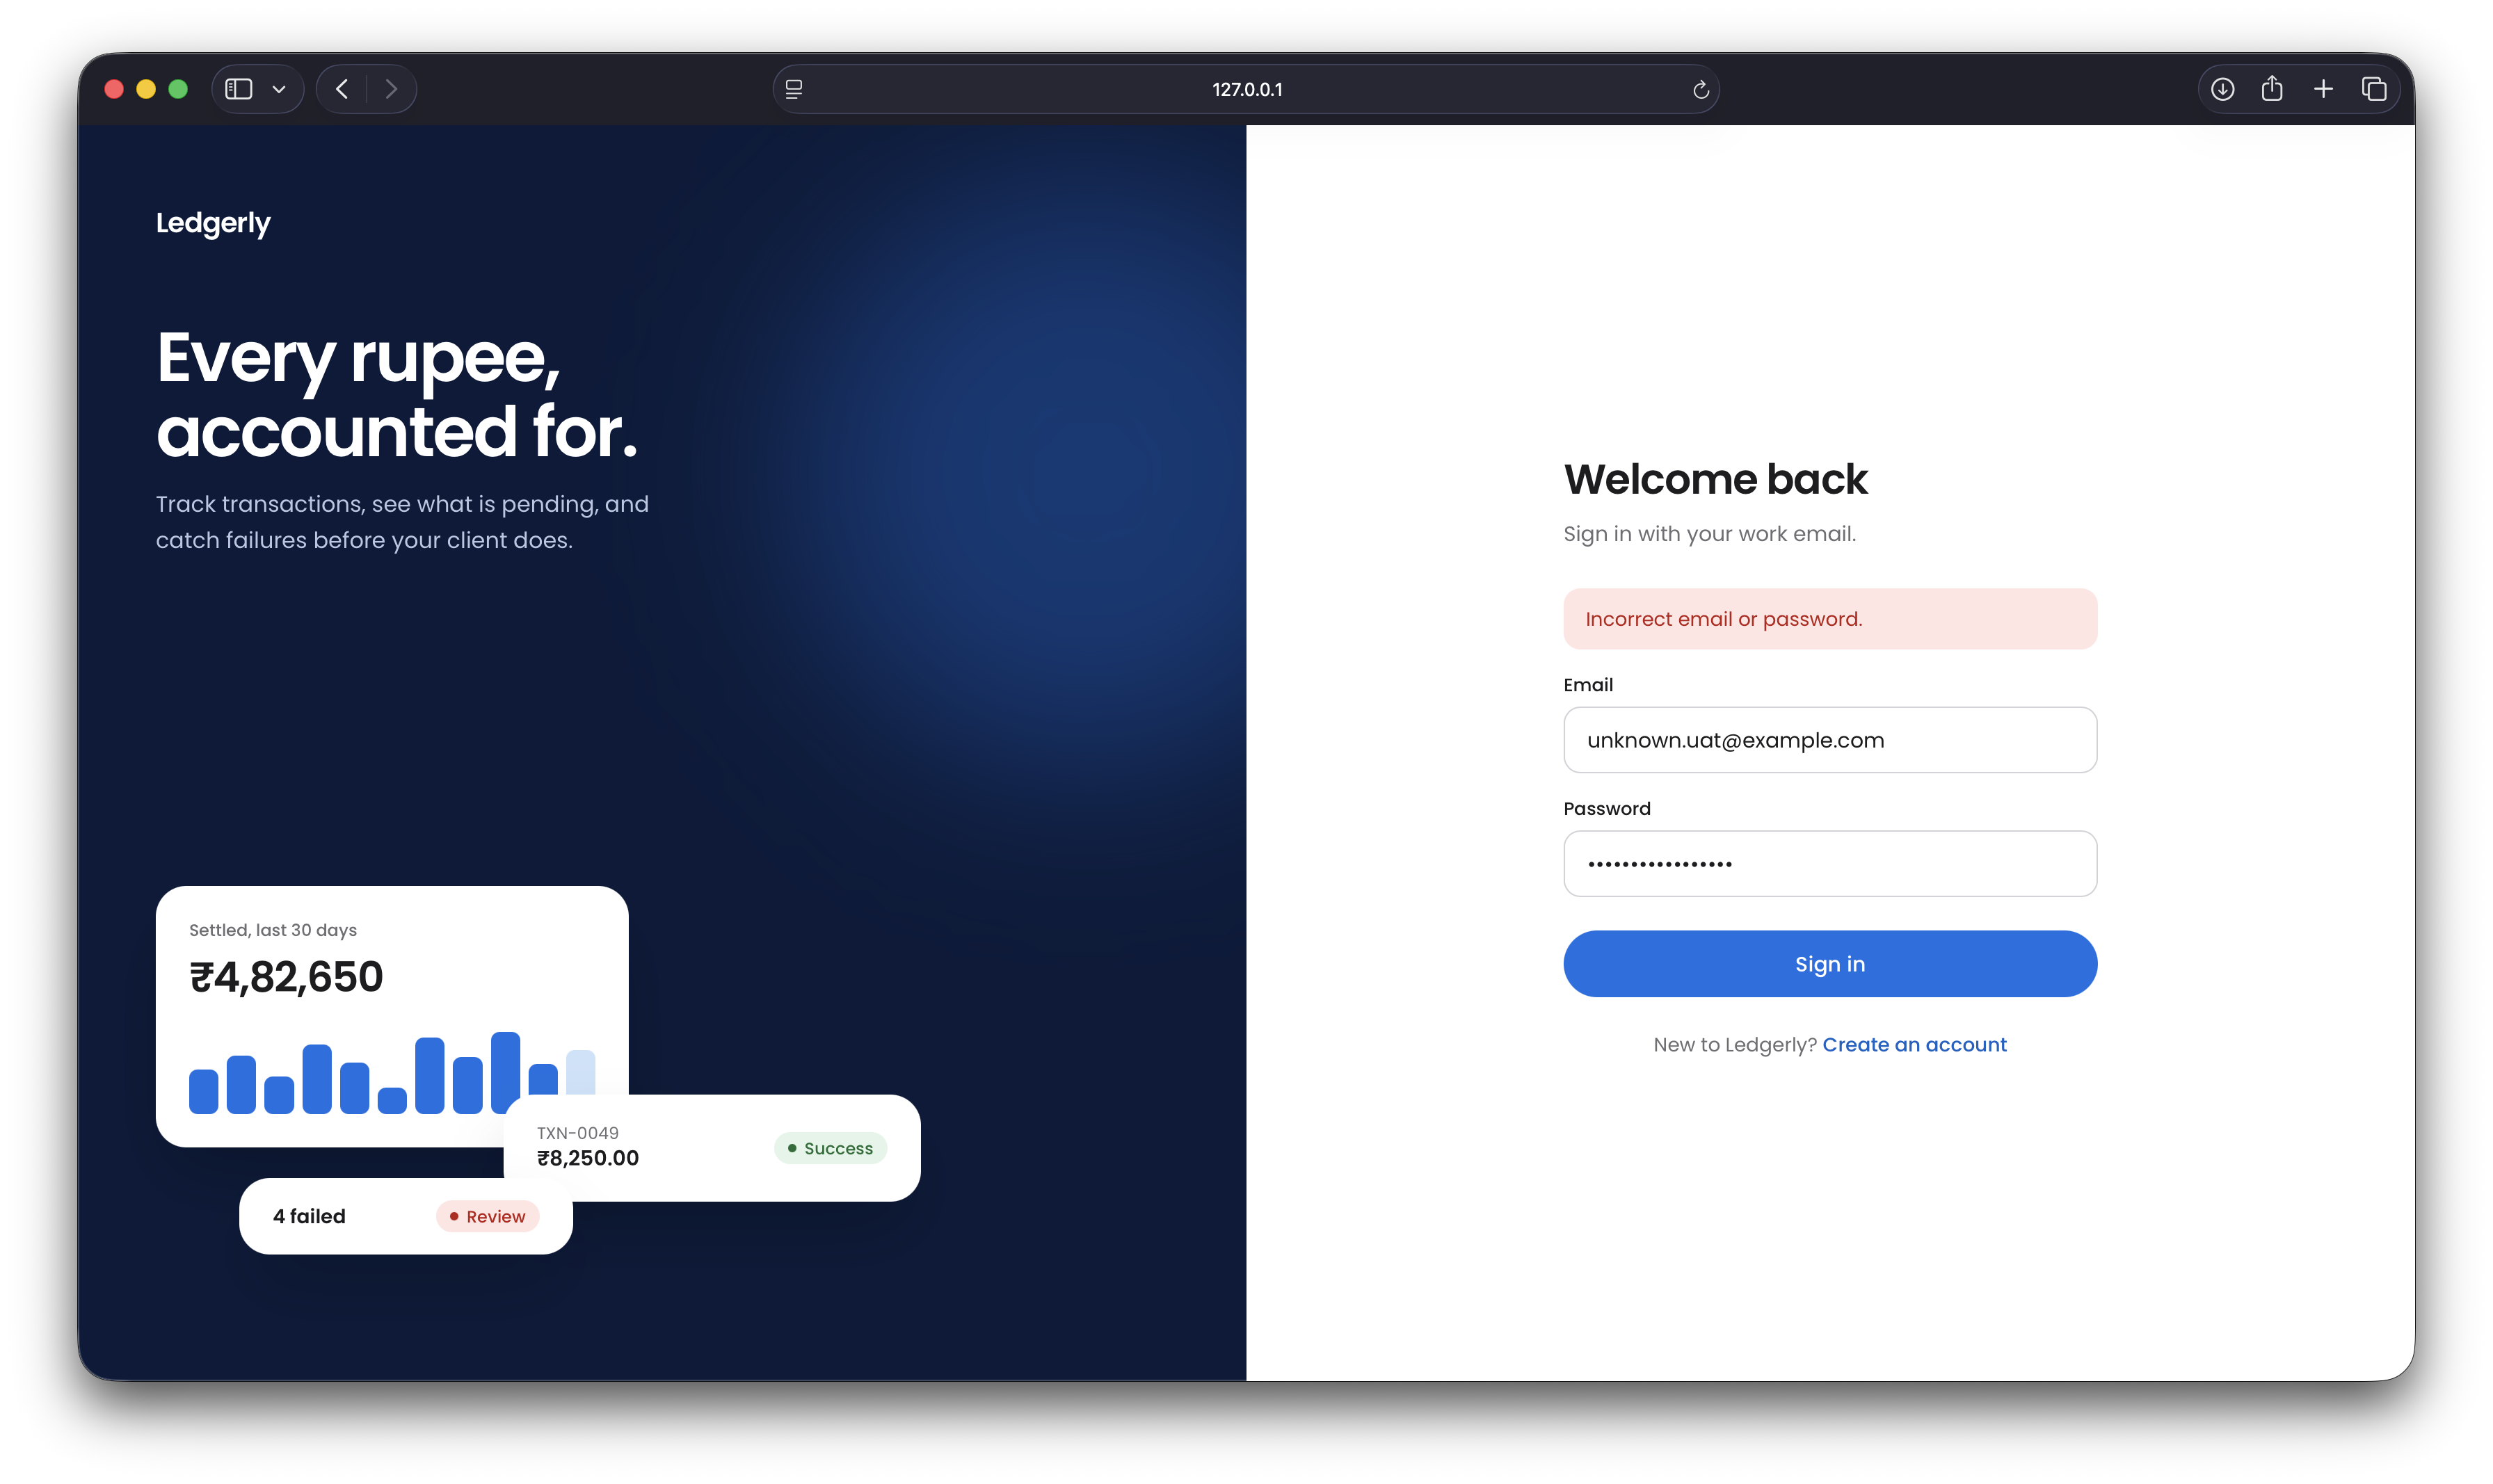 127.0.0.1
Ledgerly
Every rupee,
accounted for.
Track transactions, see what is pending, and
catch failures before your client does.
Settled, last 30 days
₹4,82,650
TXN-0049
₹8,250.00
Success
4 failed
Review
Welcome back
Sign in with your work email.
Incorrect email or password.
Email
unknown.uat@example.com
Password
•••••••••••••••••
Sign in
New to Ledgerly? Create an account